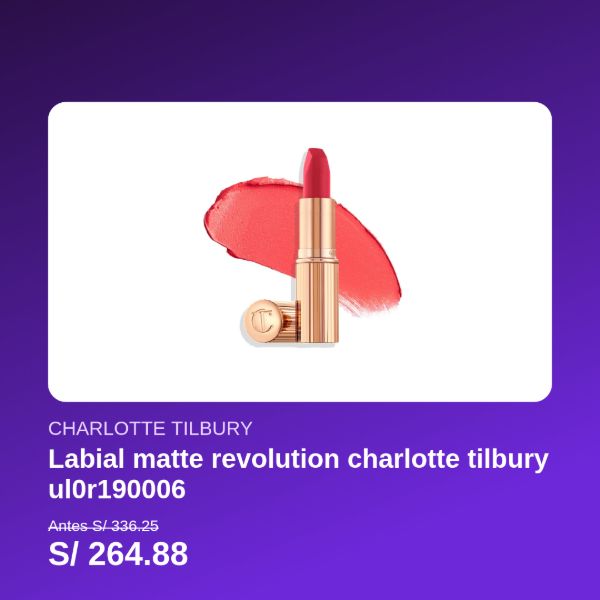 CHARLOTTE TILBURY
Labial matte revolution charlotte tilbury
ul0r190006
Antes S/ 336.25
S/ 264.88